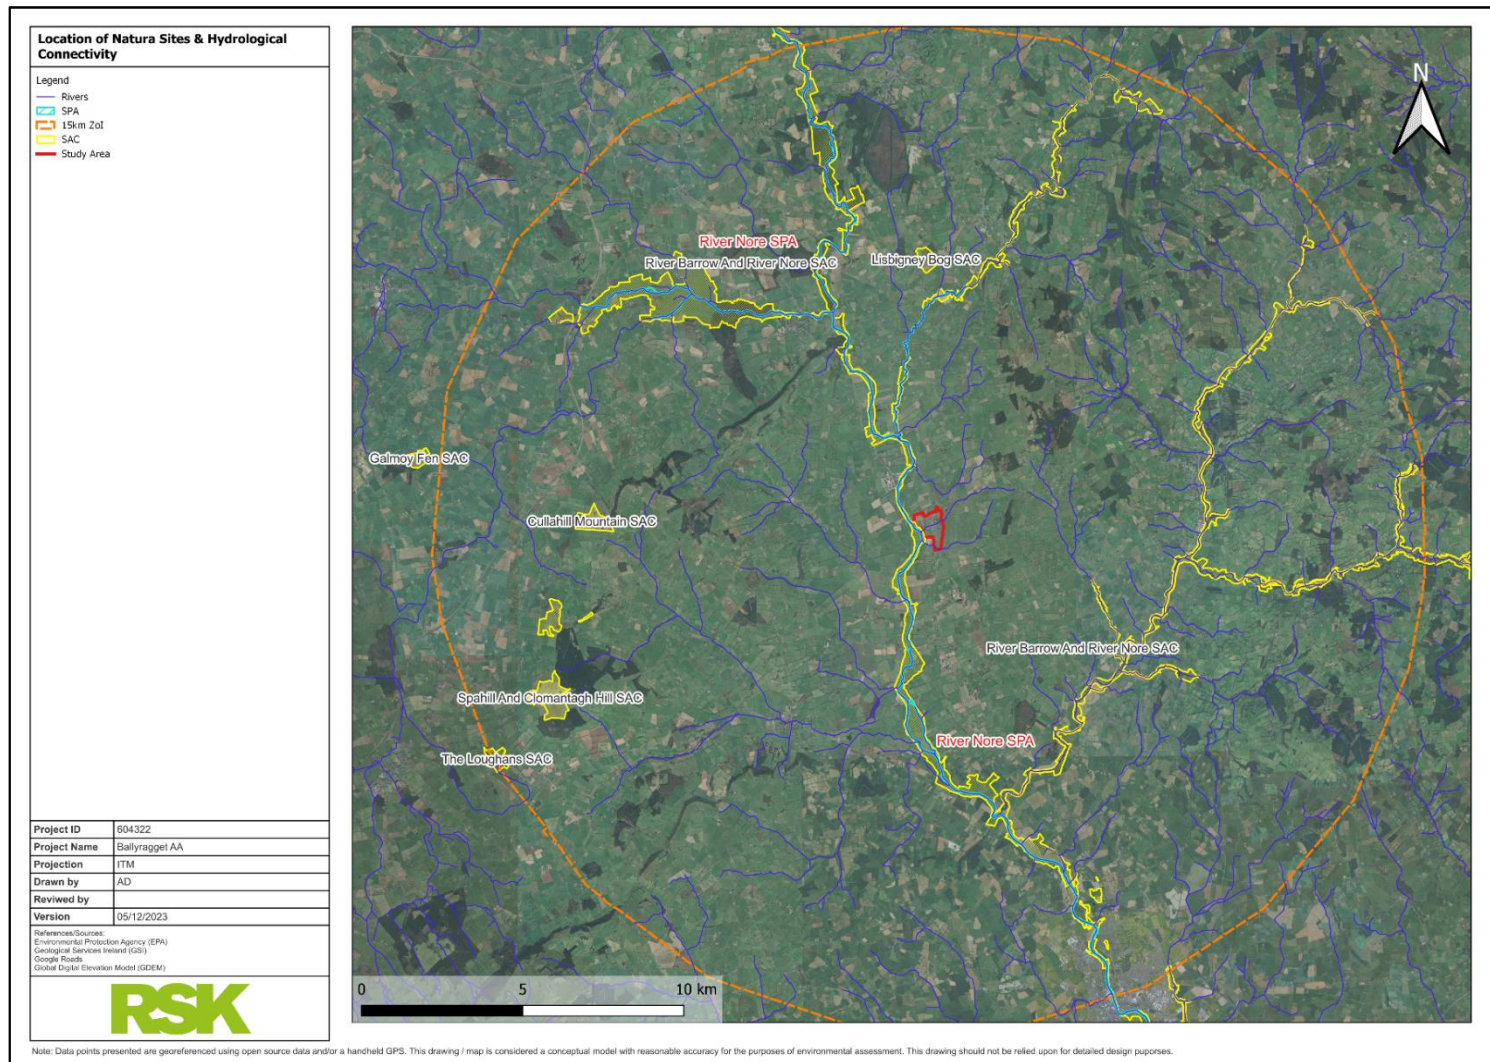 Location of Natura Sites & Hydrological
Connectivity
Legend
Rivers
SPA
15km ZoI
SAC
Study Area
N
River Nore SPA
River Barrow And River Nore SAC
Lisbigney Bog SAC
Galmoy Fen SAC
Cullahill Mountain SAC
River Barrow And River Nore SAC
Spahill And Clomantagh Hill SAC
River Nore SPA
The Loughans SAC
Project ID 604322
Project Name Ballyragget AA
Projection ITM
Drawn by AD
Reviwed by
Version 05/12/2023
References/Sources:
Environmental Protection Agency (EPA)
Geological Services Ireland (GSI)
Google Roads
Global Digital Elevation Model (GDEM)
RSK
0 5 10 km
Note: Data points presented are georeferenced using open source data and/or a handheld GPS. This drawing / map is considered a conceptual model with reasonable accuracy for the purposes of environmental assessment. This drawing should not be relied upon for detailed design puporses.